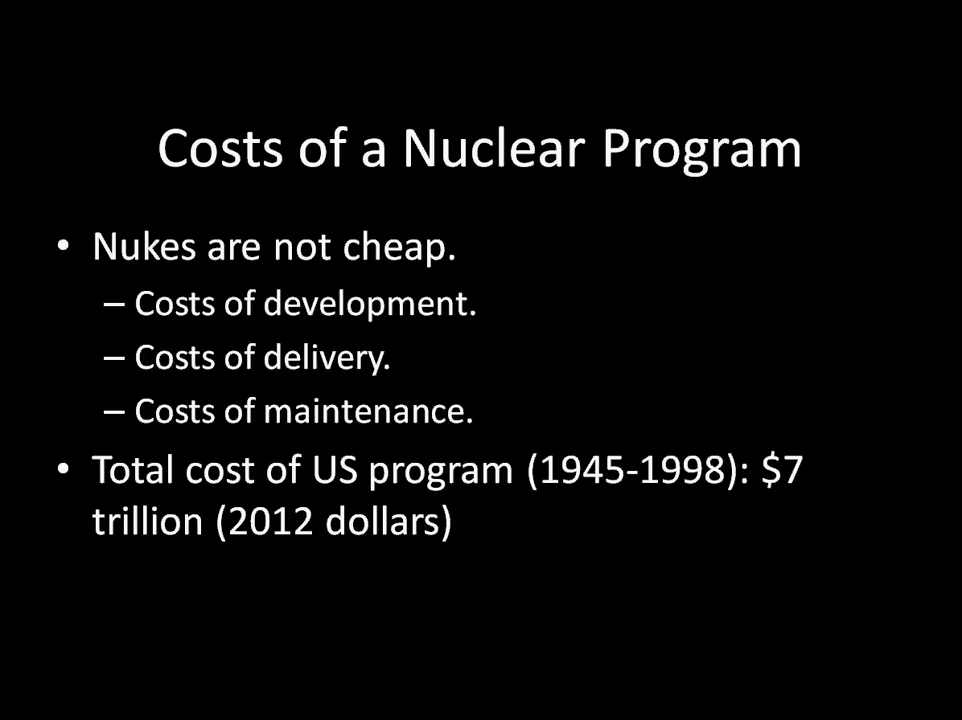 Costs of a Nuclear Program
• Nukes are not cheap.
– Costs of development.
– Costs of delivery.
– Costs of maintenance.
• Total cost of US program (1945-1998): $7
trillion (2012 dollars)